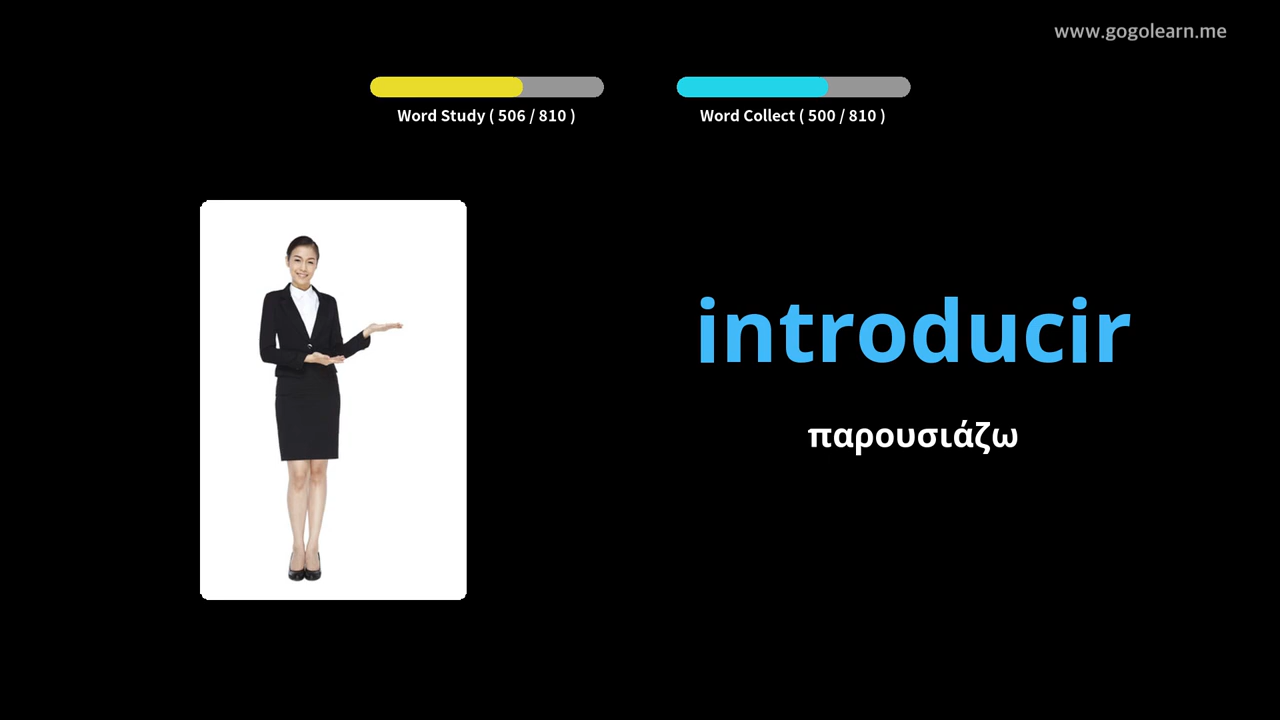 www.gogolearn.me
Word Study ( 506 / 810 )
Word Collect ( 500 / 810 )
introducir
παρουσιάζω